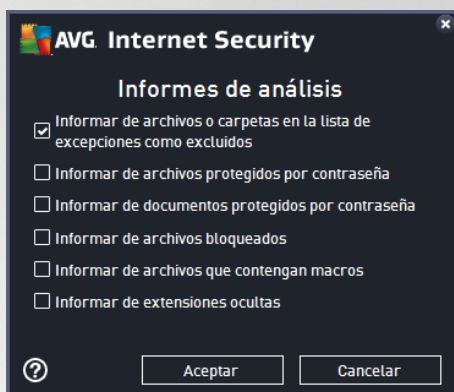 AVG Internet Security
Informes de análisis
Informar de archivos o carpetas en la lista de
excepciones como excluidos
Informar de archivos protegidos por contraseña
Informar de documentos protegidos por contraseña
Informar de archivos bloqueados
Informar de archivos que contengan macros
Informar de extensiones ocultas
? Aceptar Cancelar